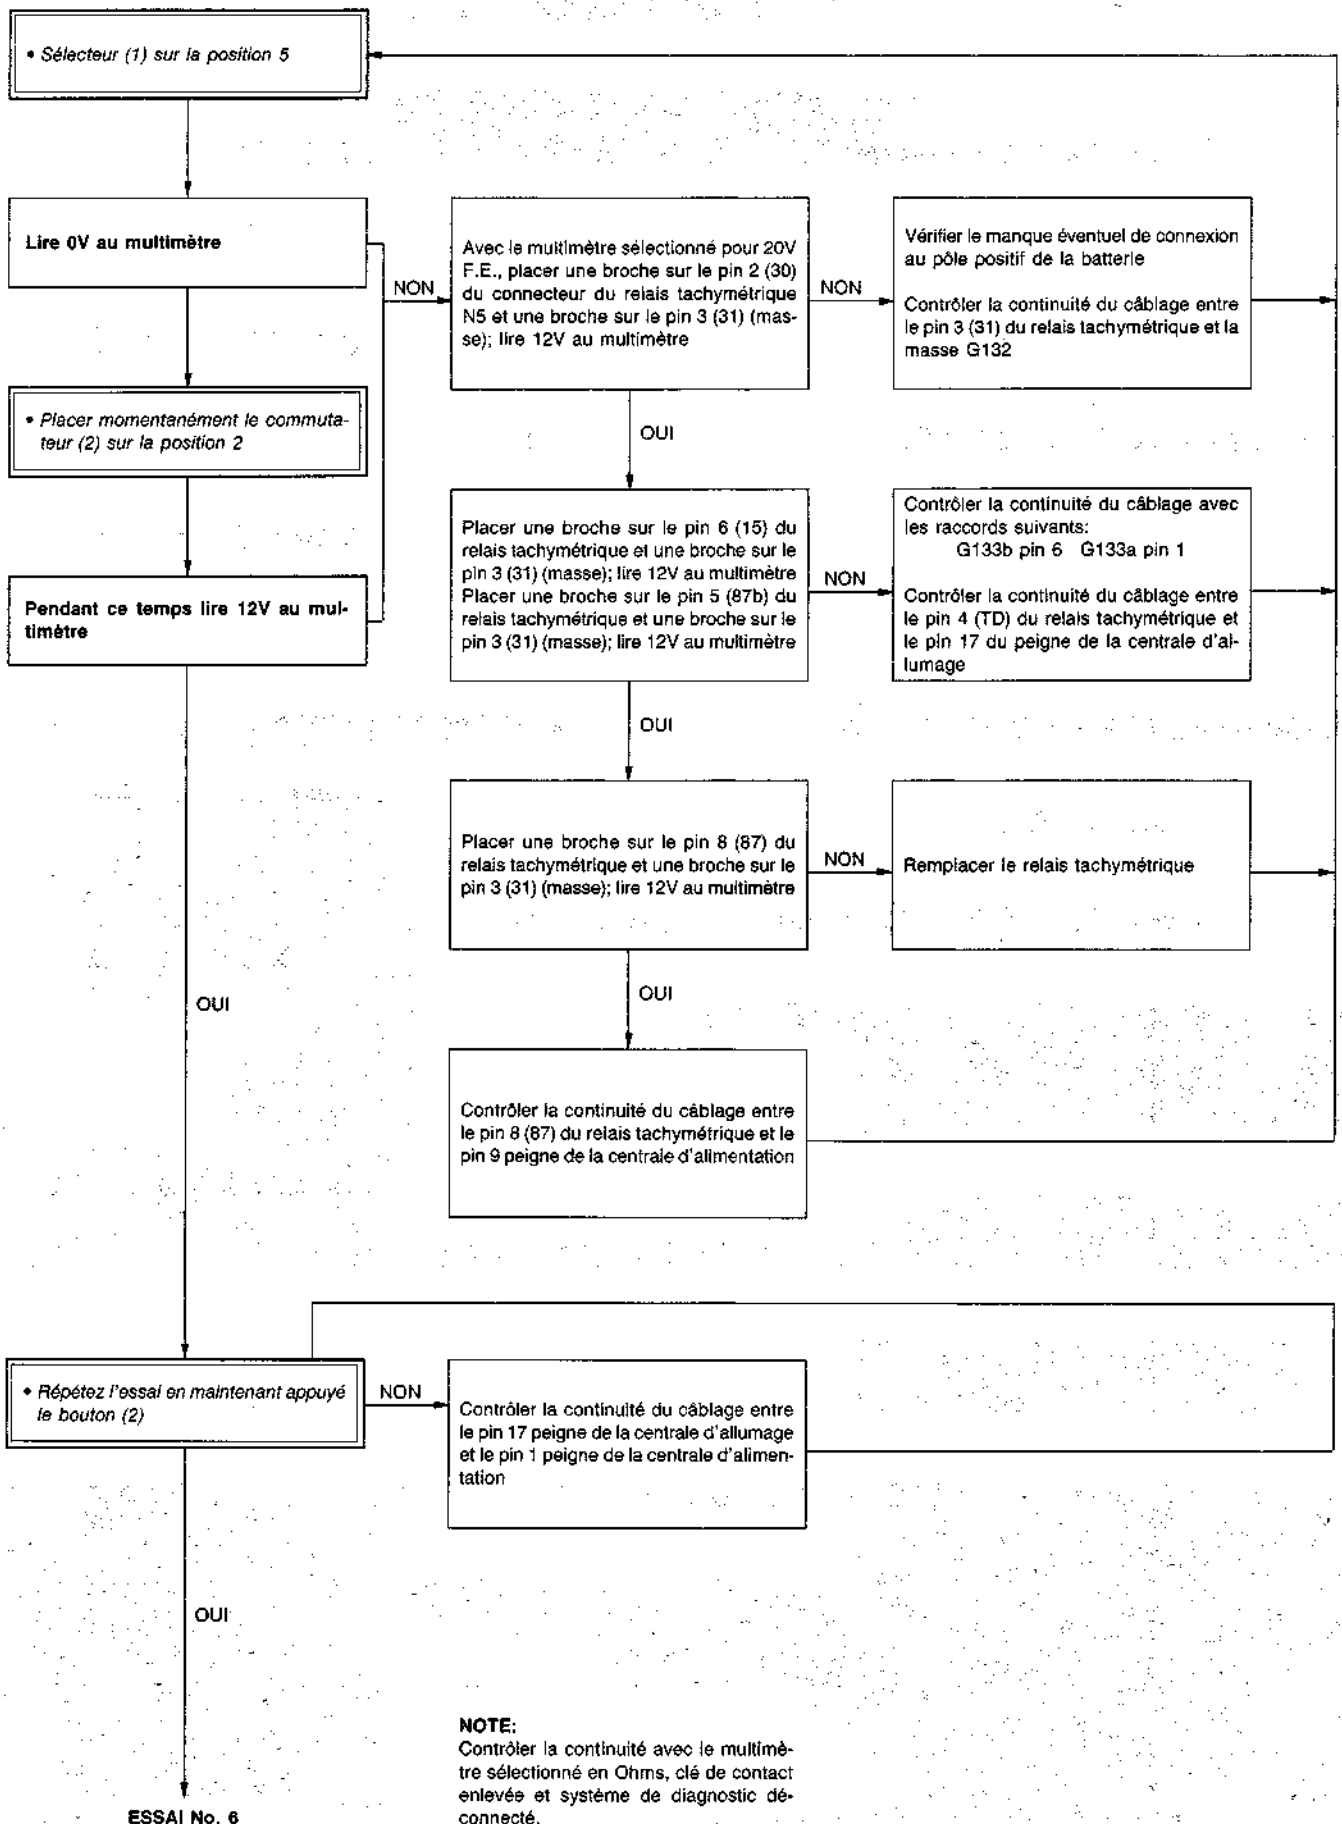 • Sélecteur (1) sur la position 5
Lire 0V au multimètre
NON
Avec le multimètre sélectionné pour 20V
F.E., placer une broche sur le pin 2 (30)
du connecteur du relais tachymétrique
N5 et une broche sur le pin 3 (31) (mas-
se); lire 12V au multimètre
NON
Vérifier le manque éventuel de connexion
au pôle positif de la batterie
Contrôler la continuité du câblage entre
le pin 3 (31) du relais tachymétrique et la
masse G132
• Placer momentanément le commuta-
teur (2) sur la position 2
OUI
Pendant ce temps lire 12V au mul-
timètre
Placer une broche sur le pin 6 (15) du
relais tachymétrique et une broche sur le
pin 3 (31) (masse); lire 12V au multimètre
Placer une broche sur le pin 5 (87b) du
relais tachymétrique et une broche sur le
pin 3 (31) (masse); lire 12V au multimètre
NON
Contrôler la continuité du câblage avec
les raccords suivants:
G133b pin 6 G133a pin 1
Contrôler la continuité du câblage entre
le pin 4 (TD) du relais tachymétrique et
le pin 17 du peigne de la centrale d'al-
lumage
OUI
Placer une broche sur le pin 8 (87) du
relais tachymétrique et une broche sur le
pin 3 (31) (masse); lire 12V au multimètre
NON
Remplacer le relais tachymétrique
OUI
OUI
Contrôler la continuité du câblage entre
le pin 8 (87) du relais tachymétrique et le
pin 9 peigne de la centrale d'alimentation
• Répétez l'essai en maintenant appuyé
le bouton (2)
NON
Contrôler la continuité du câblage entre
le pin 17 peigne de la centrale d'allumage
et le pin 1 peigne de la centrale d'alimen-
tation
OUI
NOTE:
Contrôler la continuité avec le multimè-
tre sélectionné en Ohms, clé de contact
enlevée et système de diagnostic dé-
connecté.
ESSAI No. 6